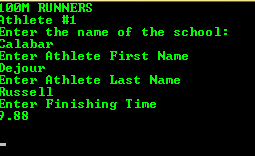 100M RUNNERS
Athlete #1
Enter the name of the school:
Calabar
Enter Athlete First Name
Dejour
Enter Athlete Last Name
Russell
Enter Finishing Time
9.88